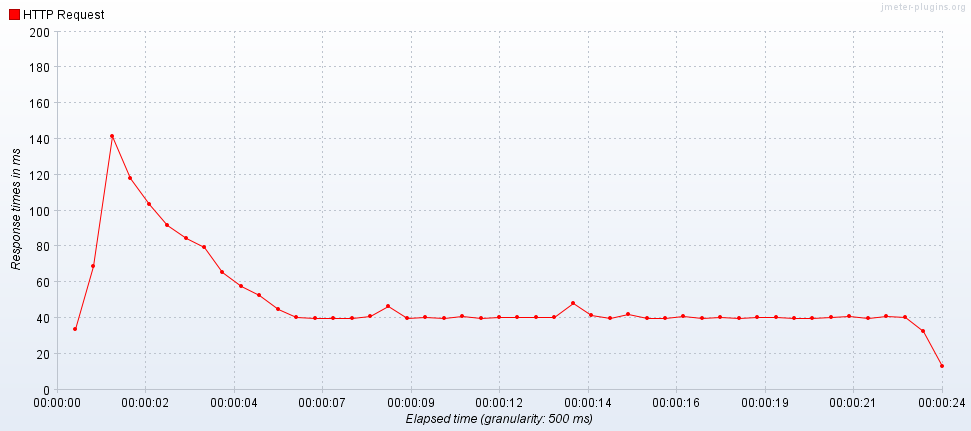 jmeter-plugins.org
HTTP Request
200
180
160
140
120
100
80
60
40
20
0
Response times in ms
00:00:00 00:00:02 00:00:04 00:00:07 00:00:09 00:00:12 00:00:14 00:00:16 00:00:19 00:00:21 00:00:24
Elapsed time (granularity: 500 ms)